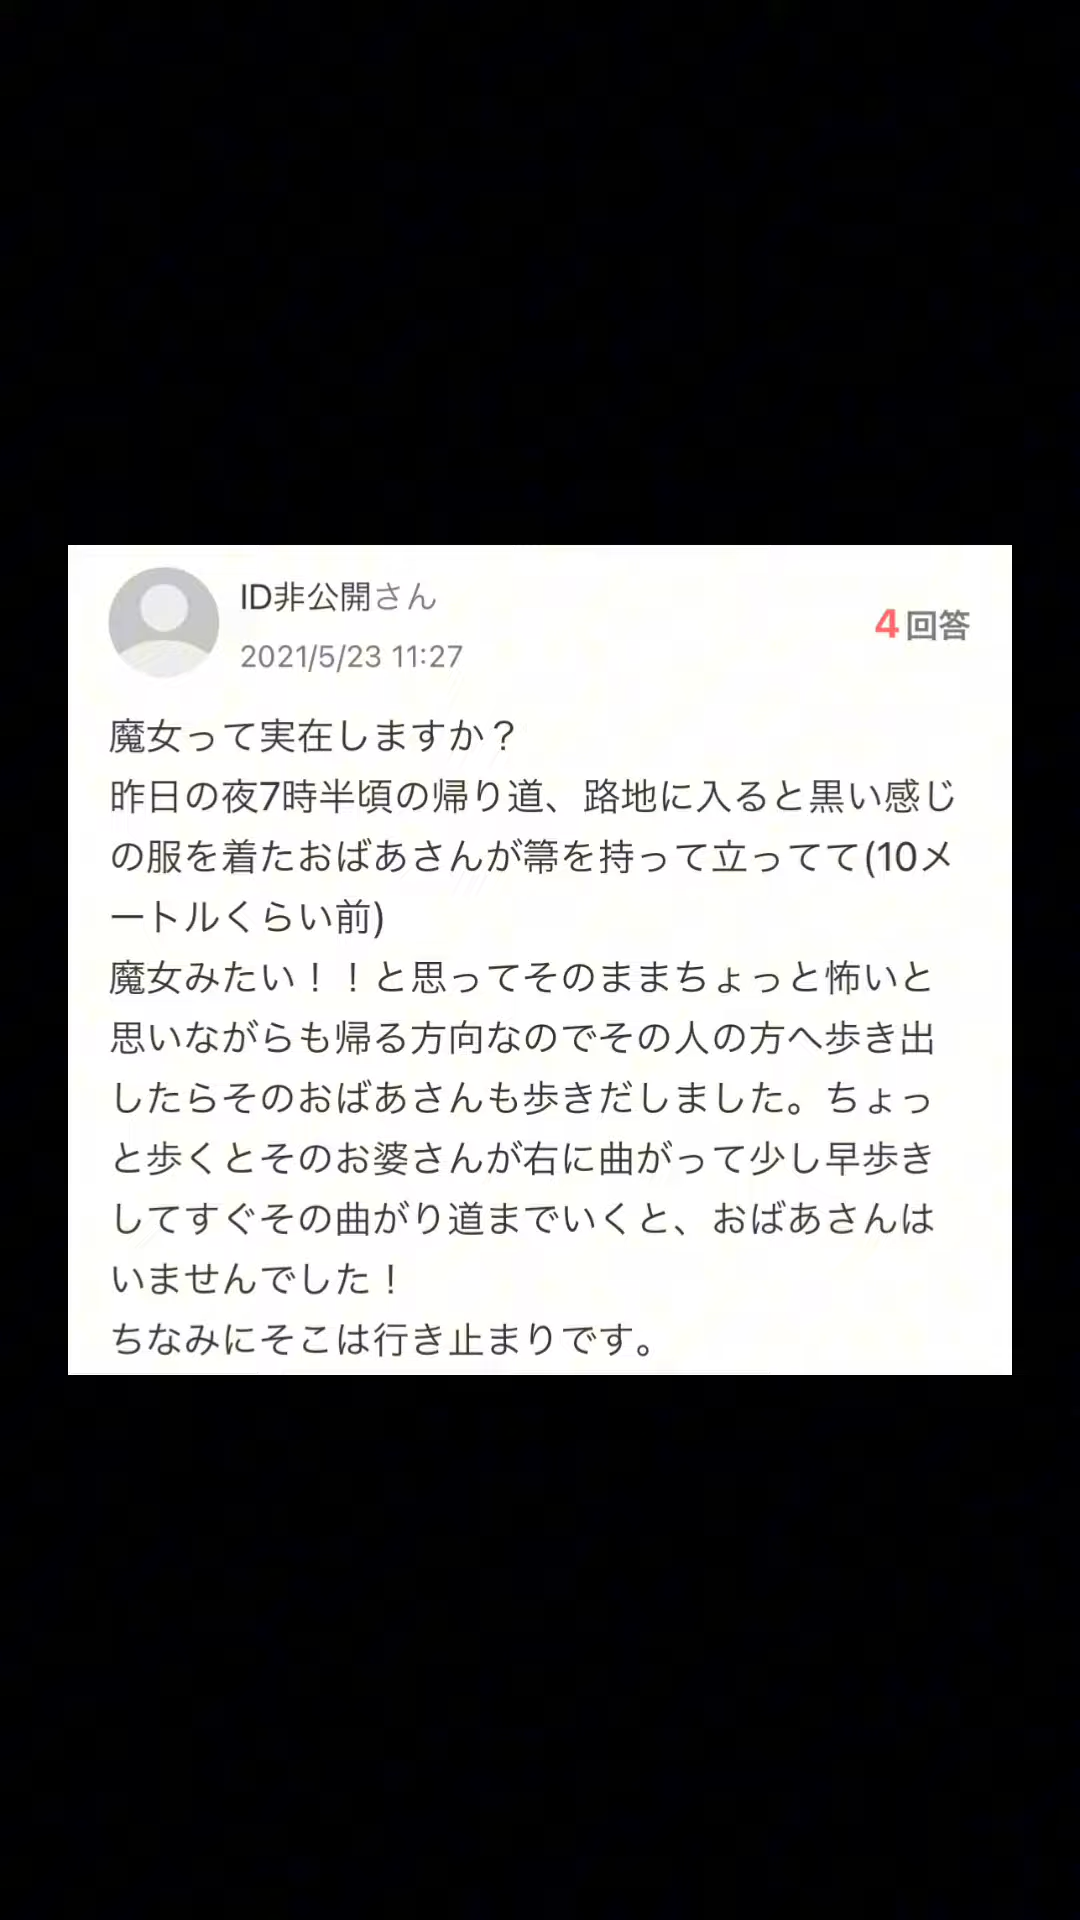 ID非公開さん
4回答
2021/5/23 11:27
魔女って実在しますか？
昨日の夜7時半頃の帰り道、路地に入ると黒い感じ
の服を着たおばあさんが箒を持って立ってて(10メ
ートルくらい前)
魔女みたい！！と思ってそのままちょっと怖いと
思いながらも帰る方向なのでその人の方へ歩き出
したらそのおばあさんも歩きだしました。ちょっ
と歩くとそのお婆さんが右に曲がって少し早歩き
してすぐその曲がり道までいくと、おばあさんは
いませんでした！
ちなみにそこは行き止まりです。